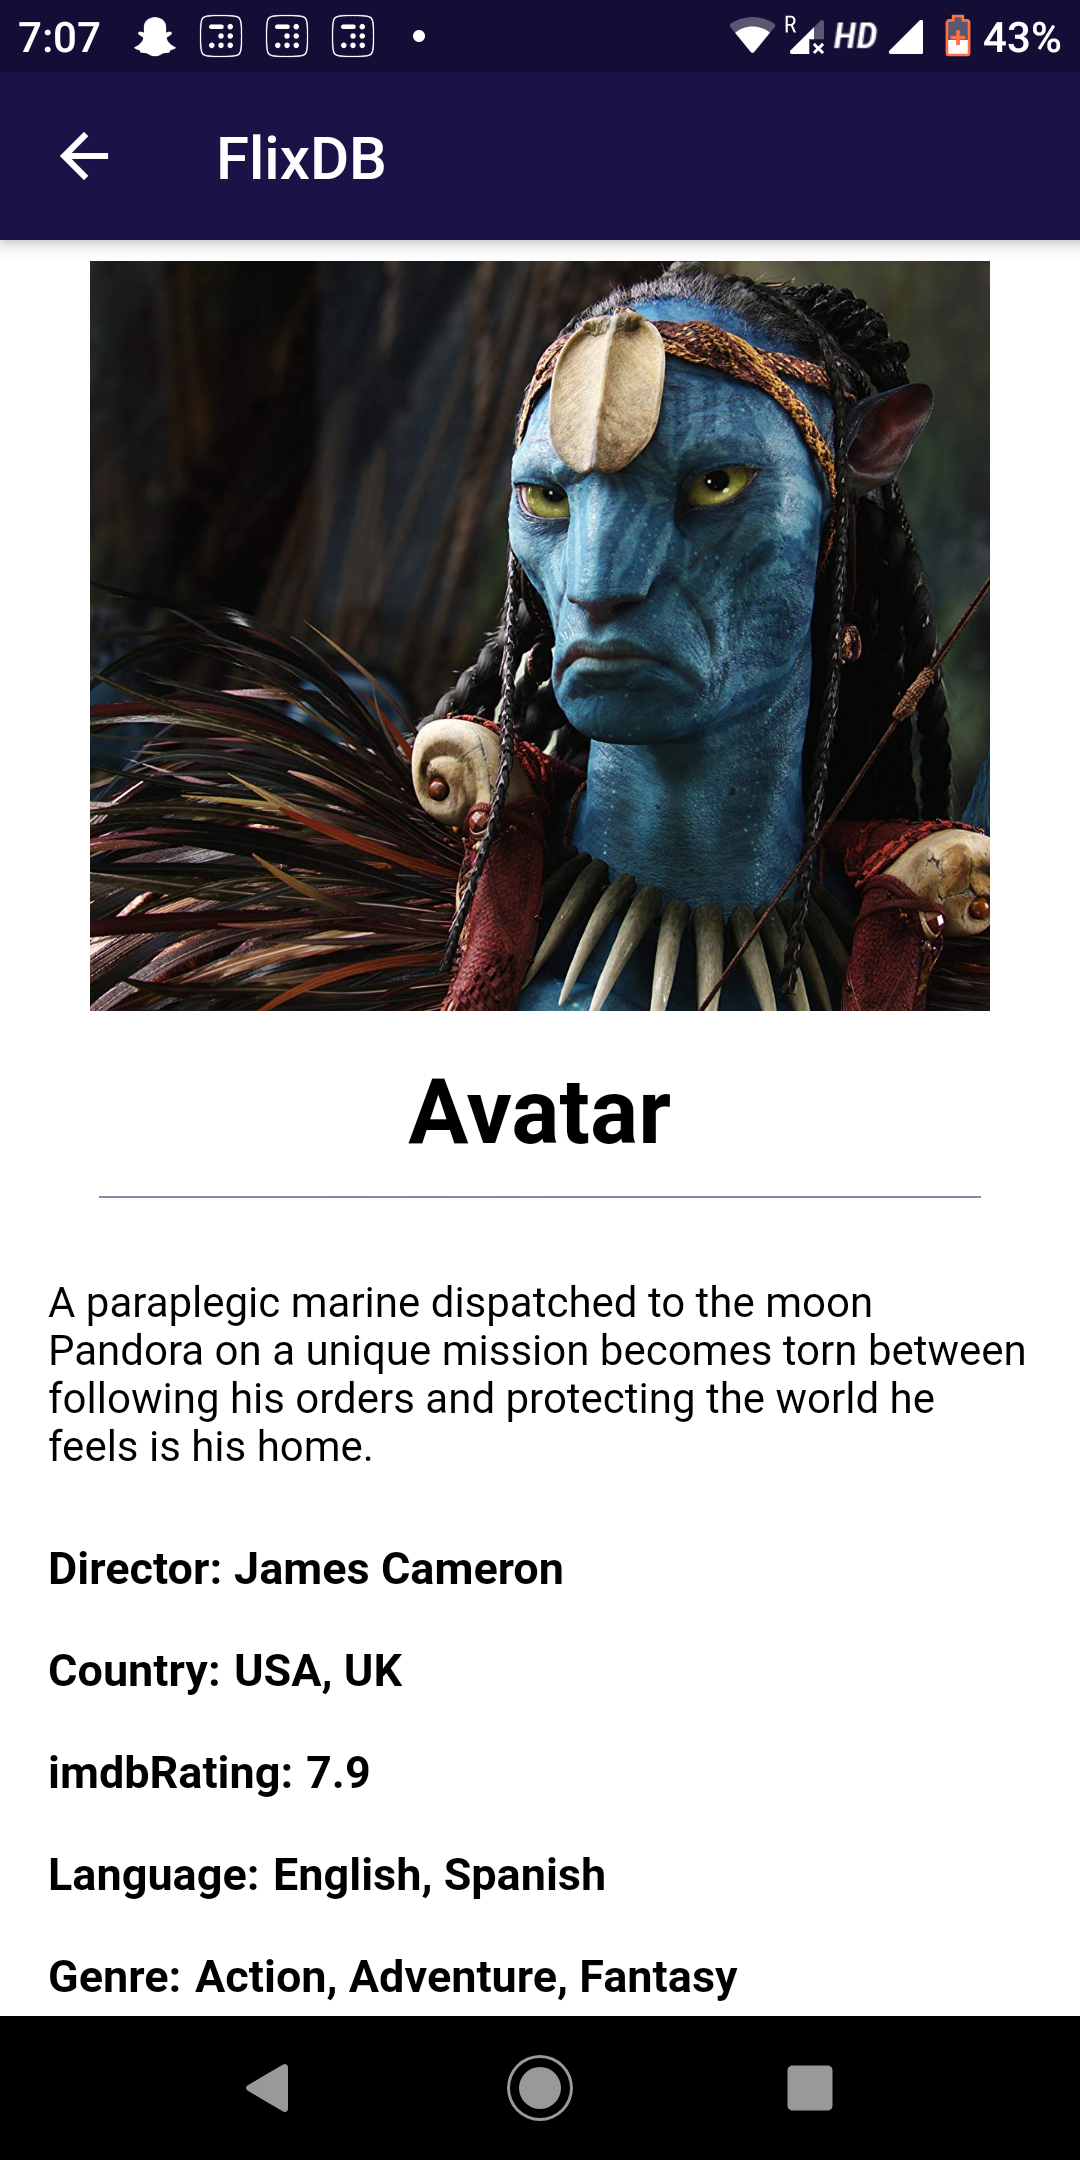 7:07 R HD 43%
FlixDB
Avatar
A paraplegic marine dispatched to the moon
Pandora on a unique mission becomes torn between
following his orders and protecting the world he
feels is his home.
Director: James Cameron
Country: USA, UK
imdbRating: 7.9
Language: English, Spanish
Genre: Action, Adventure, Fantasy